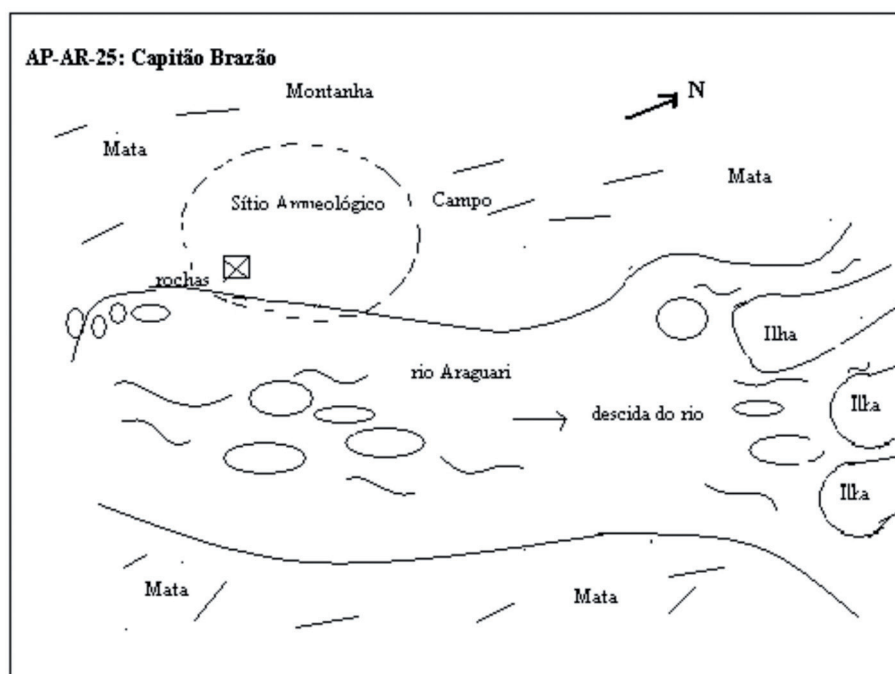 AP-AR-25: Capitão Brazão
Montanha
N
Mata
Mata
Sítio
Campo
rochas
Ilha
rio Araguari
descida do rio
Ilha
Ilha
Mata
Mata